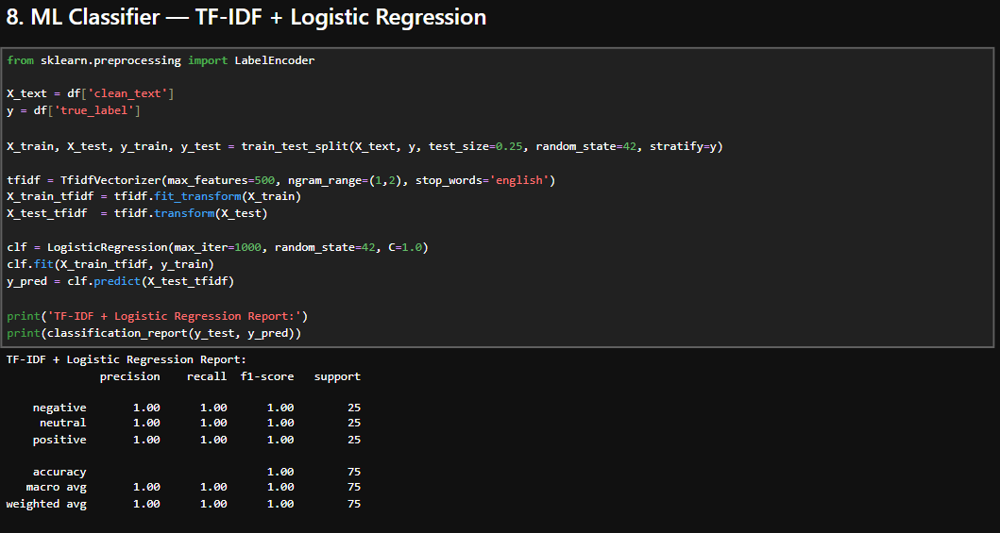 8. ML Classifier — TF-IDF + Logistic Regression
from sklearn.preprocessing import LabelEncoder
X_text = df['clean_text']
y = df['true_label']
X_train, X_test, y_train, y_test = train_test_split(X_text, y, test_size=0.25, random_state=42, stratify=y)
tfidf = TfidfVectorizer(max_features=500, ngram_range=(1,2), stop_words='english')
X_train_tfidf = tfidf.fit_transform(X_train)
X_test_tfidf  = tfidf.transform(X_test)
clf = LogisticRegression(max_iter=1000, random_state=42, C=1.0)
clf.fit(X_train_tfidf, y_train)
y_pred = clf.predict(X_test_tfidf)
print('TF-IDF + Logistic Regression Report:')
print(classification_report(y_test, y_pred))
TF-IDF + Logistic Regression Report:
              precision    recall  f1-score   support
    negative       1.00      1.00      1.00        25
     neutral       1.00      1.00      1.00        25
    positive       1.00      1.00      1.00        25
    accuracy                           1.00        75
   macro avg       1.00      1.00      1.00        75
weighted avg       1.00      1.00      1.00        75